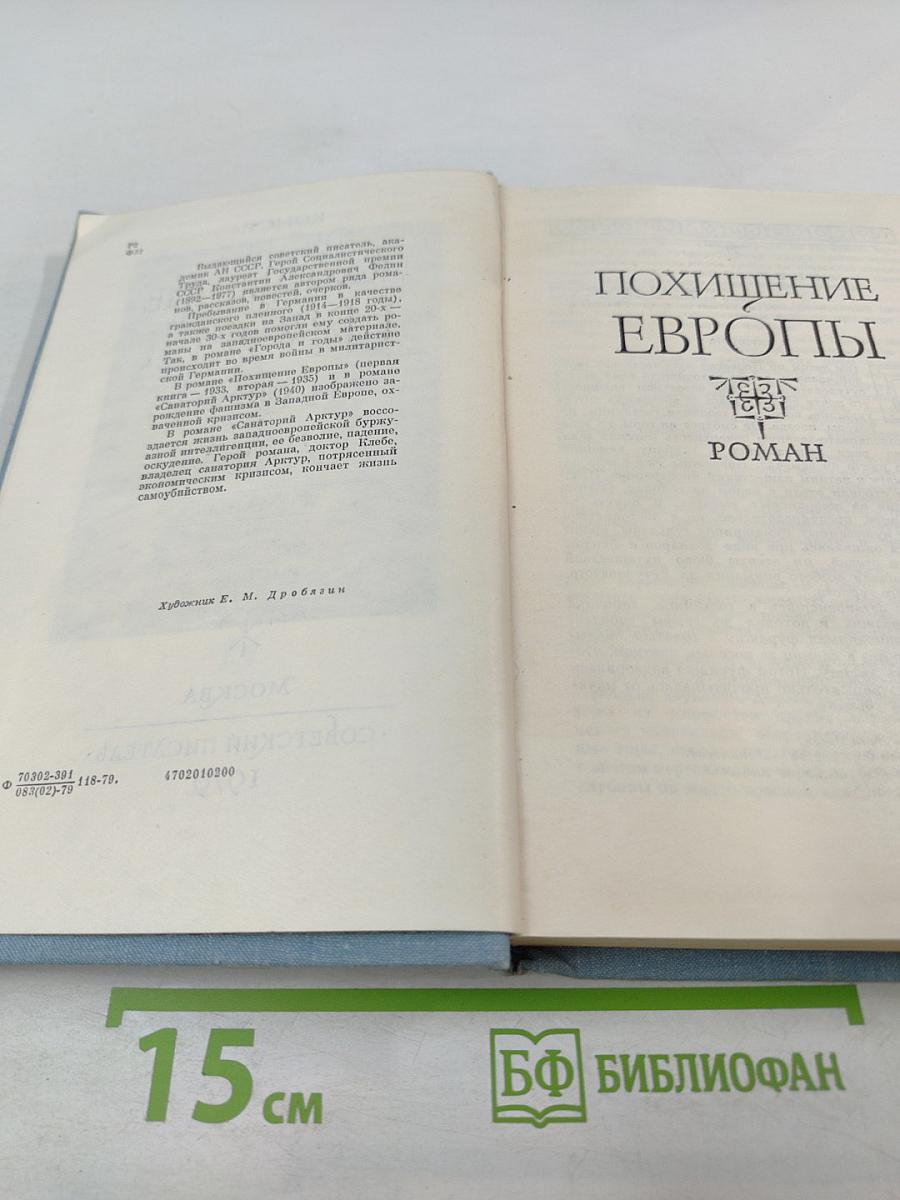 Р2
Ф32
Выдающийся советский писатель, ака-
демик АН СССР, Герой Социалистического
Труда, лауреат Государственной премии
СССР Константин Александрович Федин
(1892—1977) является автором ряда рома-
нов, рассказов, повестей, очерков.
Пребывание в Германии в качестве
гражданского пленного (1914—1918 годы),
а также поездки на Запад в конце 20-х —
начале 30-х годов помогли ему создать ро-
маны на западноевропейском материале.
Так, в романе «Города и годы» действие
происходит во время войны в милитарист-
ской Германии.
В романе «Похищение Европы» (первая
книга — 1933, вторая — 1935) и в романе
«Санаторий Арктур» (1940) изображено за-
рождение фашизма в Западной Европе, ох-
ваченной кризисом.
В романе «Санаторий Арктур» воссо-
здается жизнь западноевропейской буржу-
азной интеллигенции, ее безволие, падение,
оскудение. Герой романа, доктор Клебе,
владелец санатория Арктур, потрясенный
экономическим кризисом, кончает жизнь
самоубийством.
Художник Е. М. Дробязин
Ф 70302-391
083(02)-79 118-79. 4702010200
ПОХИЩЕНИЕ
ЕВРОПЫ
РОМАН
МОСКВА
СОВЕТСКИЙ ПИСАТЕЛЬ
1979
15 см
БФ БИБЛИОФАН